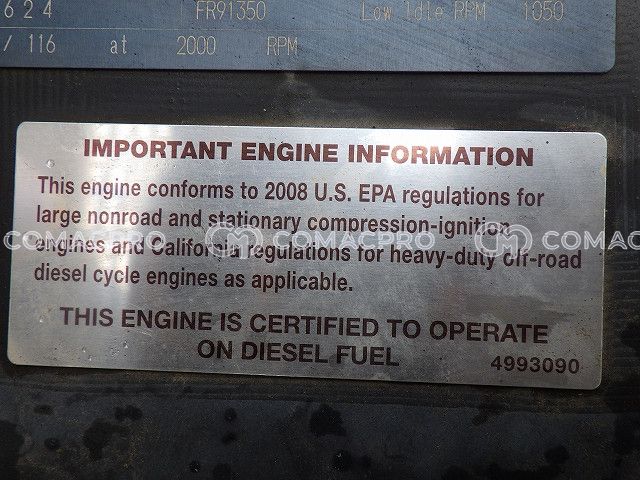 624 FR91350 Low Idle RPM 1050
/ 116 at 2000 RPM
IMPORTANT ENGINE INFORMATION
This engine conforms to 2008 U.S. EPA regulations for
large nonroad and stationary compression-ignition
COMACPRO COMACPRO COMACPRO
engines and California regulations for heavy-duty off-road
diesel cycle engines as applicable.
THIS ENGINE IS CERTIFIED TO OPERATE
ON DIESEL FUEL 4993090